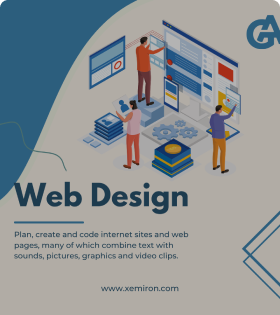 GA
Web Design
Plan, create and code internet sites and web
pages, many of which combine text with
sounds, pictures, graphics and video clips.
www.xemiron.com